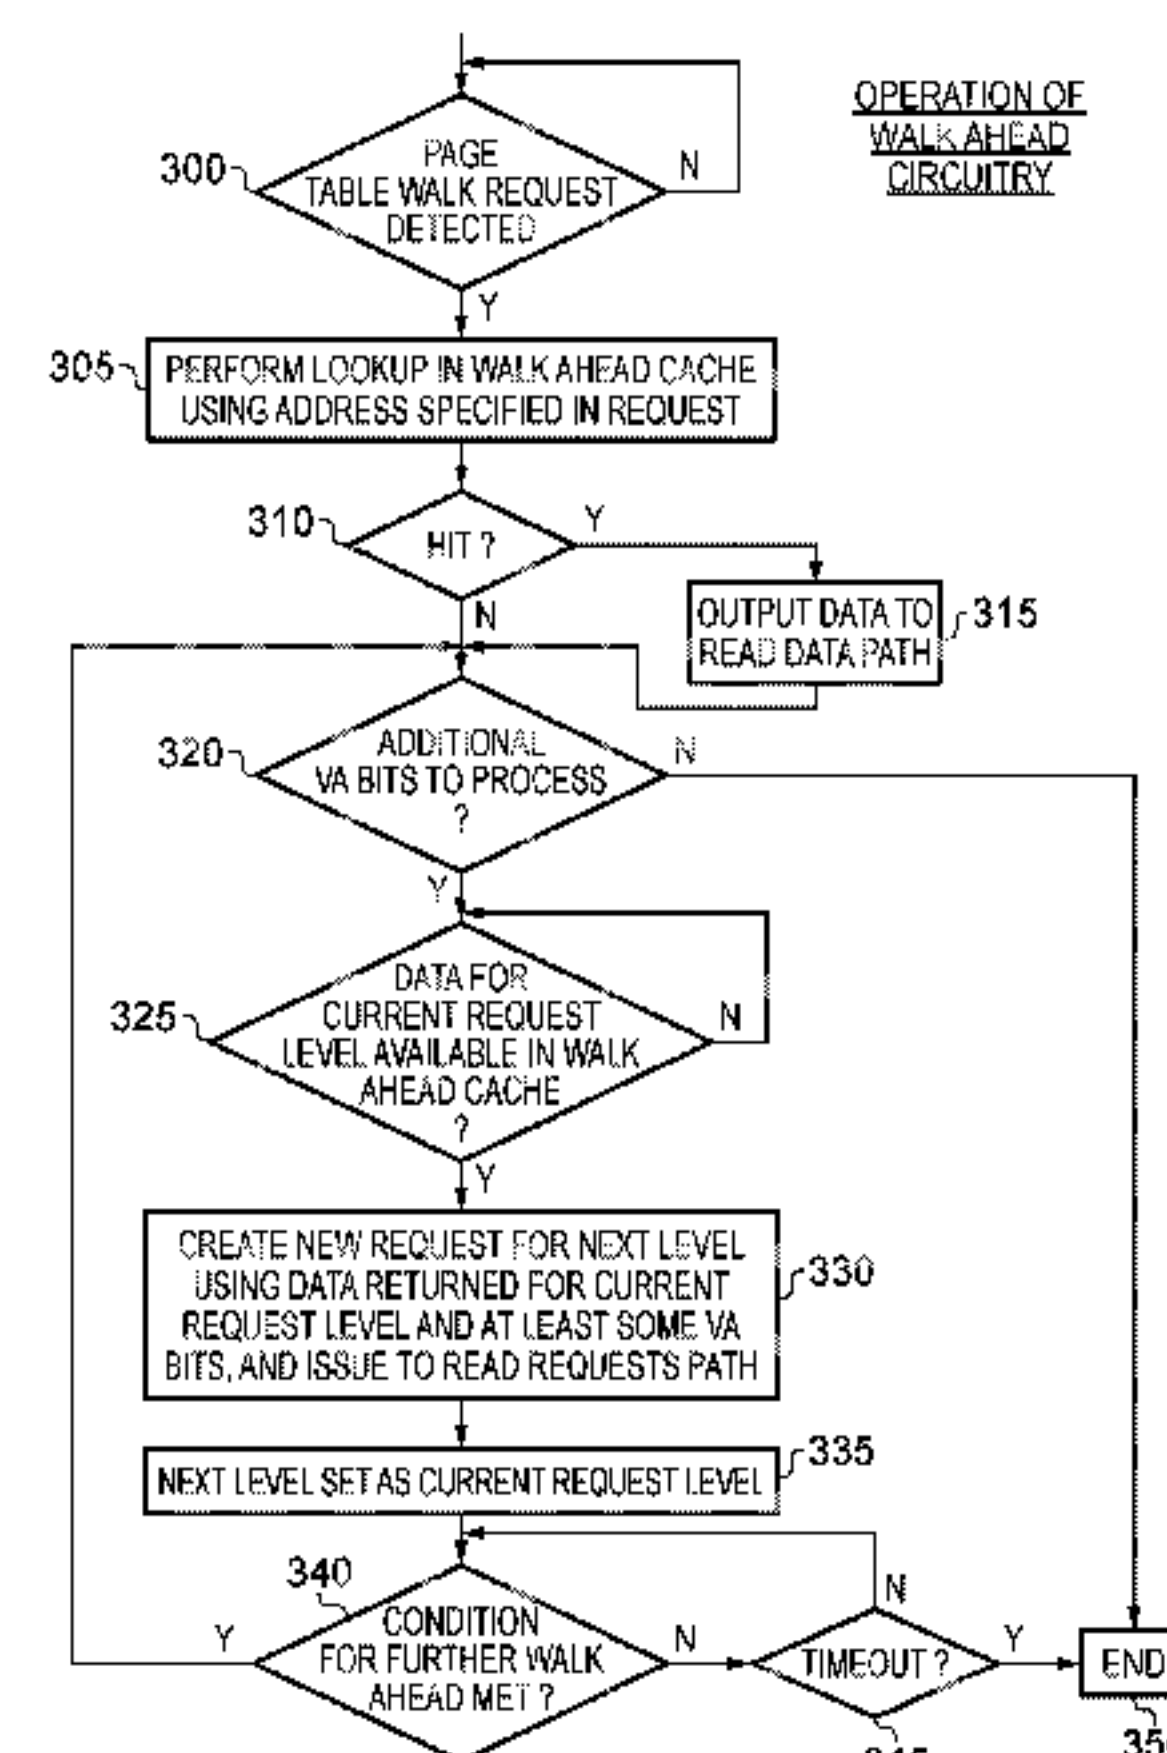 OPERATION OF
WALK AHEAD
CIRCUITRY
300
PAGE
TABLE WALK REQUEST
DETECTED
N
Y
305
PERFORM LOOKUP IN WALK AHEAD CACHE
USING ADDRESS SPECIFIED IN REQUEST
310
HIT ?
Y
N
OUTPUT DATA TO
READ DATA PATH
315
320
ADDITIONAL
VA BITS TO PROCESS
?
N
Y
325
DATA FOR
CURRENT REQUEST
LEVEL AVAILABLE IN WALK
AHEAD CACHE
?
N
Y
CREATE NEW REQUEST FOR NEXT LEVEL
USING DATA RETURNED FOR CURRENT
REQUEST LEVEL AND AT LEAST SOME VA
BITS, AND ISSUE TO READ REQUESTS PATH
330
NEXT LEVEL SET AS CURRENT REQUEST LEVEL
335
340
CONDITION
FOR FURTHER WALK
AHEAD MET ?
Y
N
TIMEOUT ?
N
Y
END